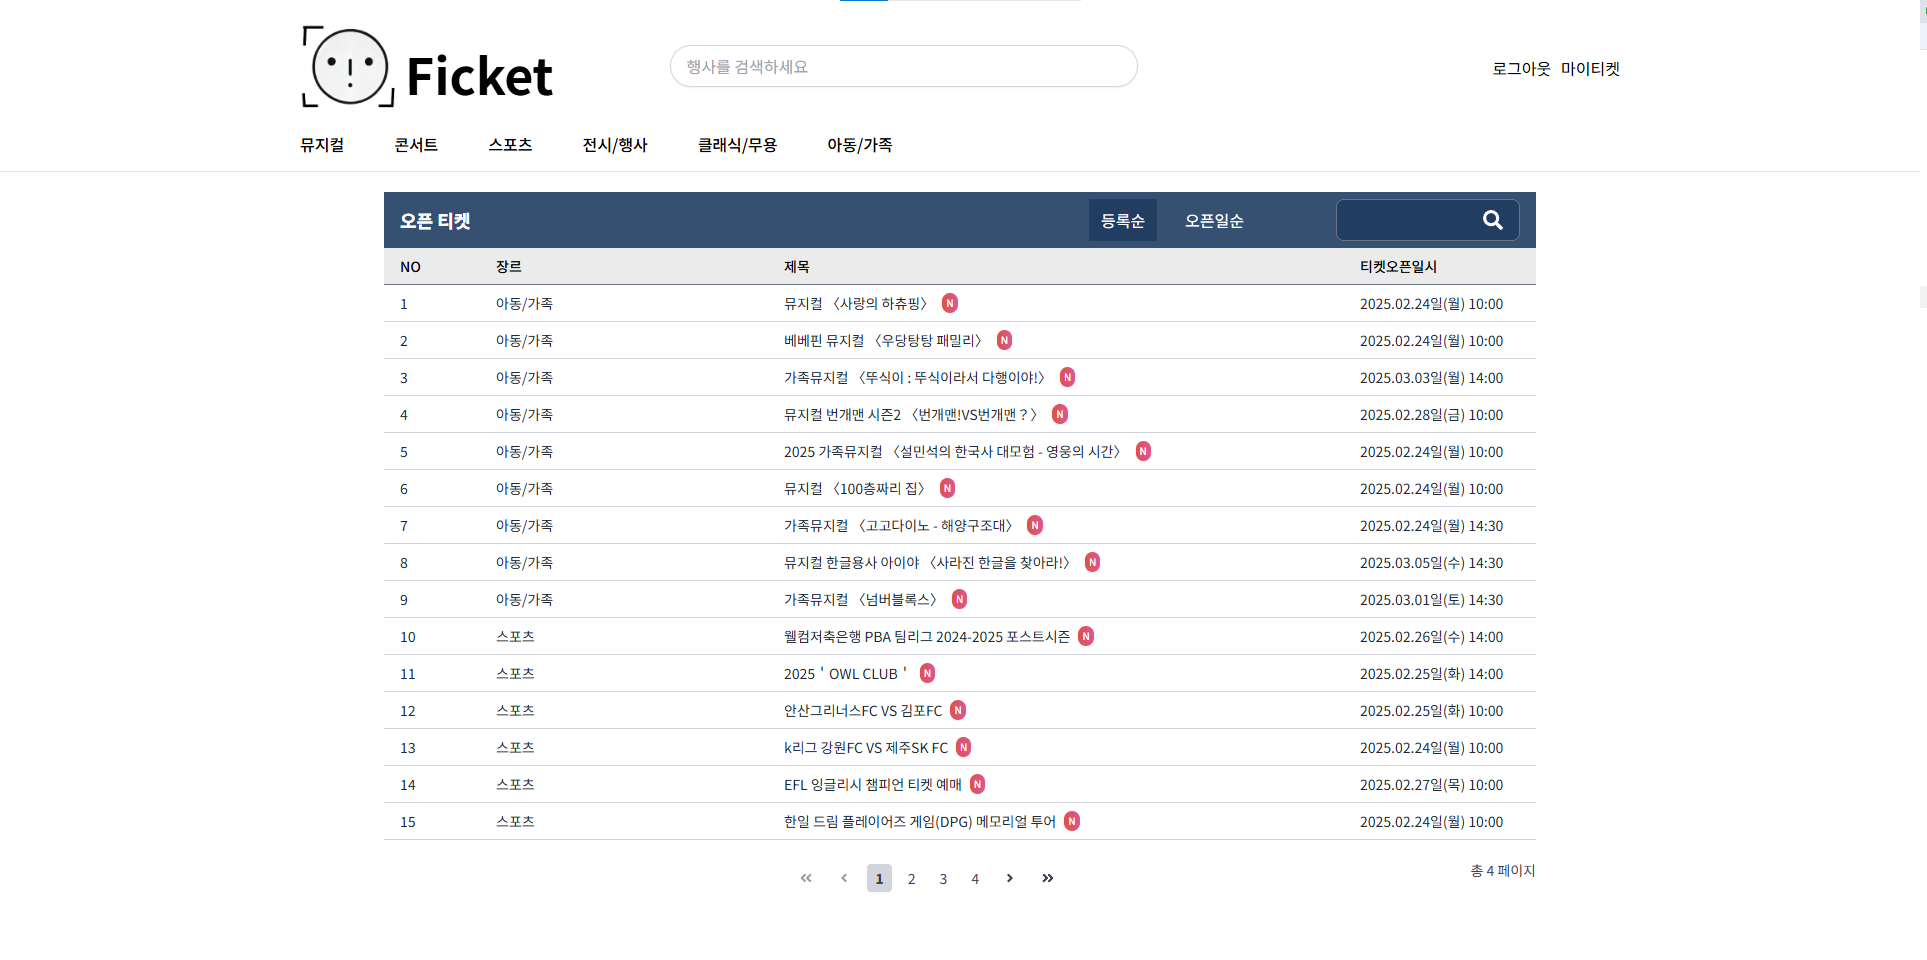 Ficket
행사를 검색하세요
로그아웃 마이티켓
뮤지컬 콘서트 스포츠 전시/행사 클래식/무용 아동/가족
오픈 티켓 등록순 오픈일순
NO 장르 제목 티켓오픈일시
1 아동/가족 뮤지컬 〈사랑의 하츄핑〉 N 2025.02.24일(월) 10:00
2 아동/가족 베베핀 뮤지컬 〈우당탕탕 패밀리〉 N 2025.02.24일(월) 10:00
3 아동/가족 가족뮤지컬 〈뚜식이 : 뚜식이라서 다행이야!〉 N 2025.03.03일(월) 14:00
4 아동/가족 뮤지컬 번개맨 시즌2 〈번개맨!VS번개맨？〉 N 2025.02.28일(금) 10:00
5 아동/가족 2025 가족뮤지컬 〈설민석의 한국사 대모험 - 영웅의 시간〉 N 2025.02.24일(월) 10:00
6 아동/가족 뮤지컬 〈100층짜리 집〉 N 2025.02.24일(월) 10:00
7 아동/가족 가족뮤지컬 〈고고다이노 - 해양구조대〉 N 2025.02.24일(월) 14:30
8 아동/가족 뮤지컬 한글용사 아이야 〈사라진 한글을 찾아라!〉 N 2025.03.05일(수) 14:30
9 아동/가족 가족뮤지컬 〈넘버블록스〉 N 2025.03.01일(토) 14:30
10 스포츠 웰컴저축은행 PBA 팀리그 2024-2025 포스트시즌 N 2025.02.26일(수) 14:00
11 스포츠 2025＇OWL CLUB＇ N 2025.02.25일(화) 14:00
12 스포츠 안산그리너스FC VS 김포FC N 2025.02.25일(화) 10:00
13 스포츠 k리그 강원FC VS 제주SK FC N 2025.02.24일(월) 10:00
14 스포츠 EFL 잉글리시 챔피언 티켓 예매 N 2025.02.27일(목) 10:00
15 스포츠 한일 드림 플레이어즈 게임(DPG) 메모리얼 투어 N 2025.02.24일(월) 10:00
« ‹ 1 2 3 4 › »
총 4 페이지